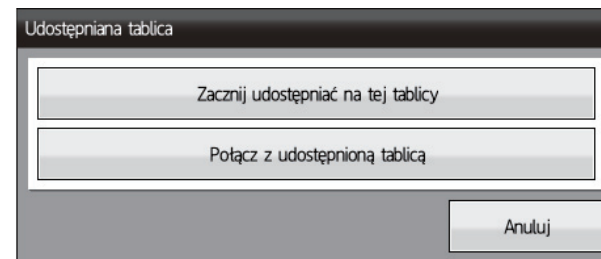 Udostępniana tablica
Zacznij udostępniać na tej tablicy
Połącz z udostępnioną tablicą
Anuluj